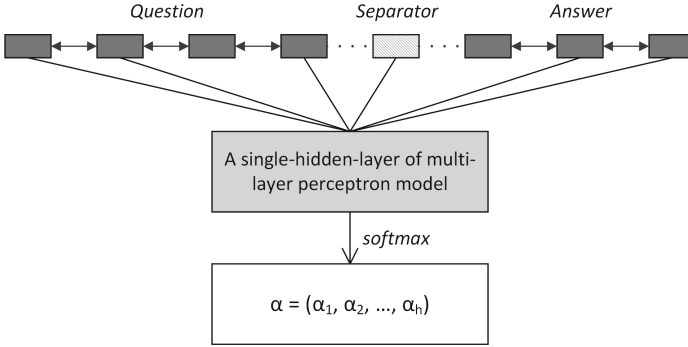 Question Separator Answer
A single-hidden-layer of multi-
layer perceptron model
softmax
α = (α₁, α₂, ..., αₕ)